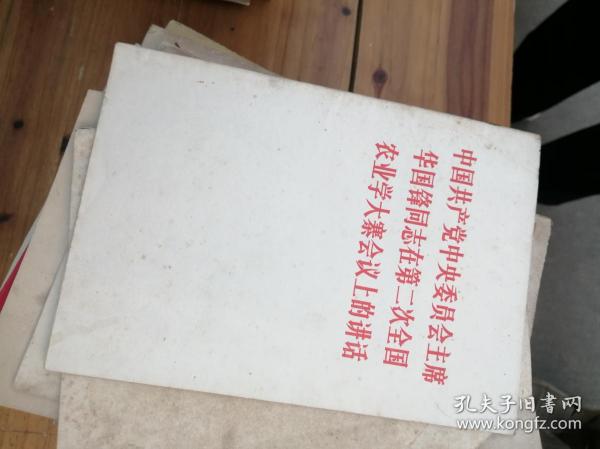 中国共产党中央委员会主席
华国锋同志在第二次全国
农业学大寨会议上的讲话
孔夫子旧书网
www.kongfz.com